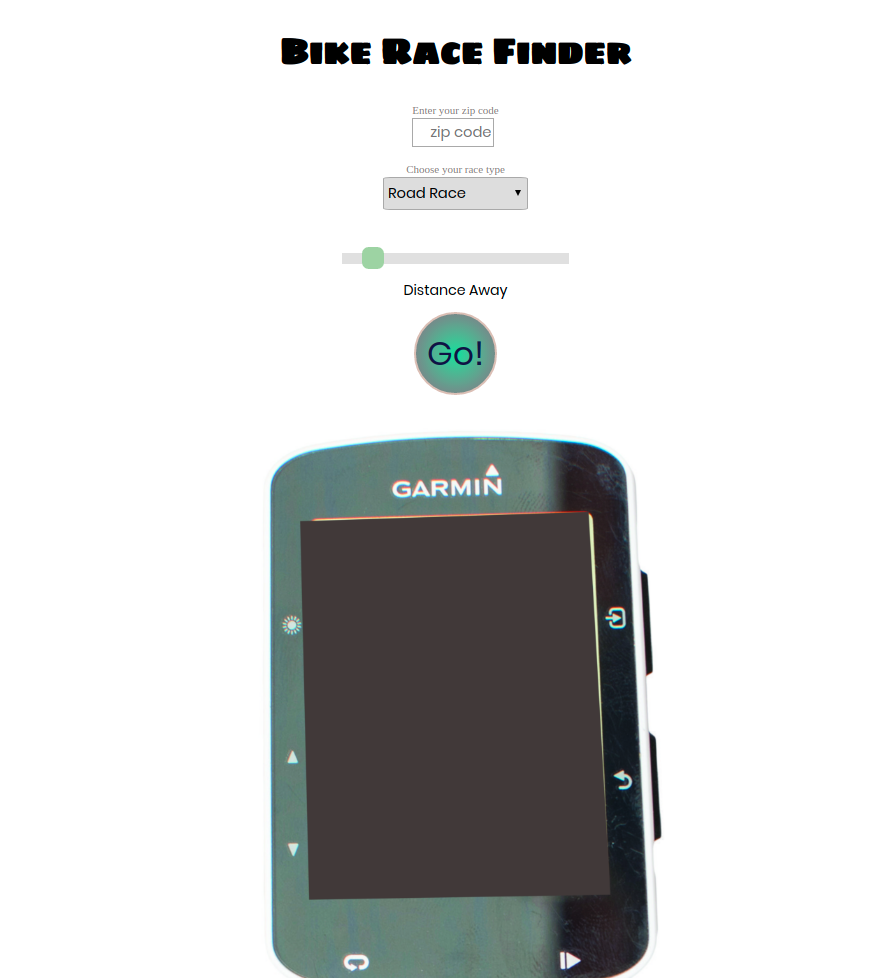 Bike Race Finder
Enter your zip code
zip code
Choose your race type
Road Race
Distance Away
Go!
GARMIN